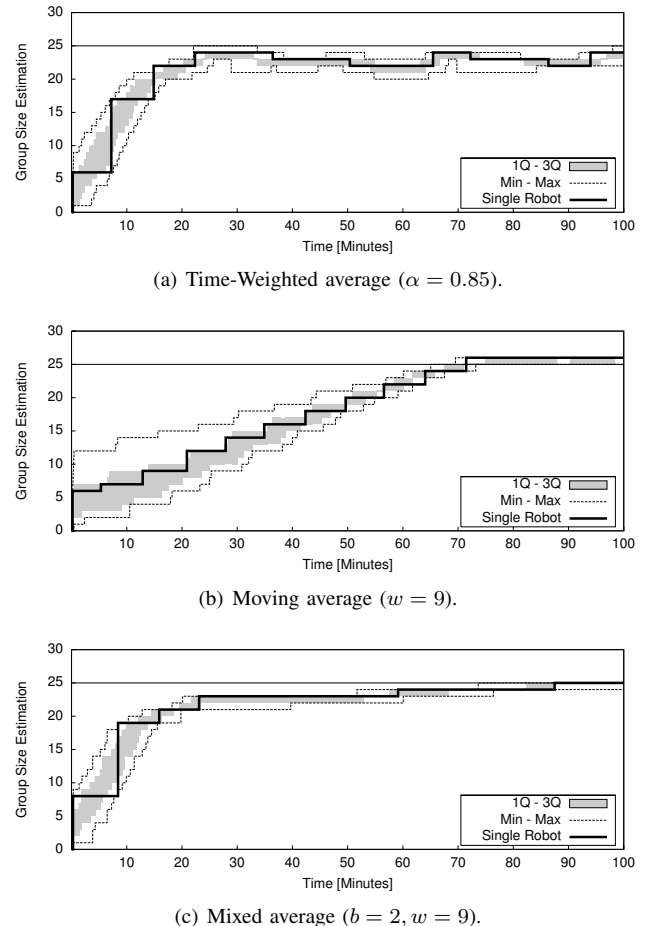 30
25
20
15
10
5
0
Group Size Estimation
1Q - 3Q
Min - Max
Single Robot
10 20 30 40 50 60 70 80 90 100
Time [Minutes]
(a) Time-Weighted average (α = 0.85).
30
25
20
15
10
5
0
Group Size Estimation
1Q - 3Q
Min - Max
Single Robot
10 20 30 40 50 60 70 80 90 100
Time [Minutes]
(b) Moving average (w = 9).
30
25
20
15
10
5
0
Group Size Estimation
1Q - 3Q
Min - Max
Single Robot
10 20 30 40 50 60 70 80 90 100
Time [Minutes]
(c) Mixed average (b = 2, w = 9).